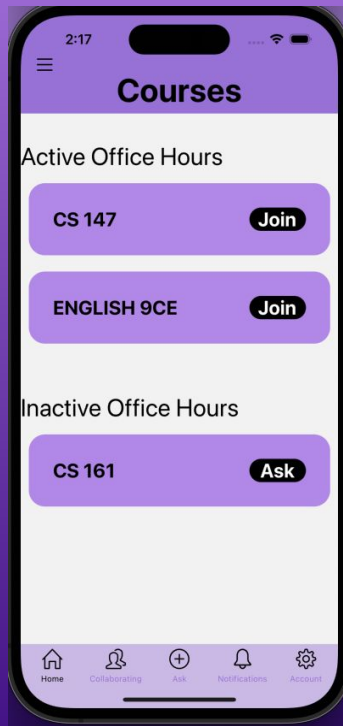 2:17
Courses
Active Office Hours
CS 147 Join
ENGLISH 9CE Join
Inactive Office Hours
CS 161 Ask
Home Collaborating Ask Notifications Account